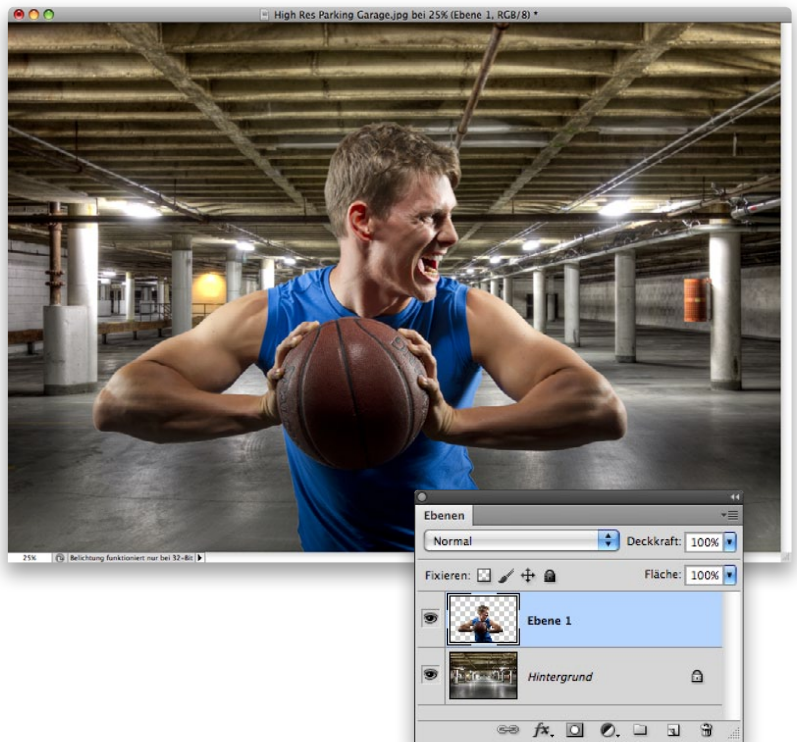 High Res Parking Garage.jpg bei 25% (Ebene 1, RGB/8) *
25%
Belichtung funktioniert nur bei 32-Bit
Ebenen
Normal
Deckkraft: 100%
Fixieren:
Fläche: 100%
Ebene 1
Hintergrund
fx.